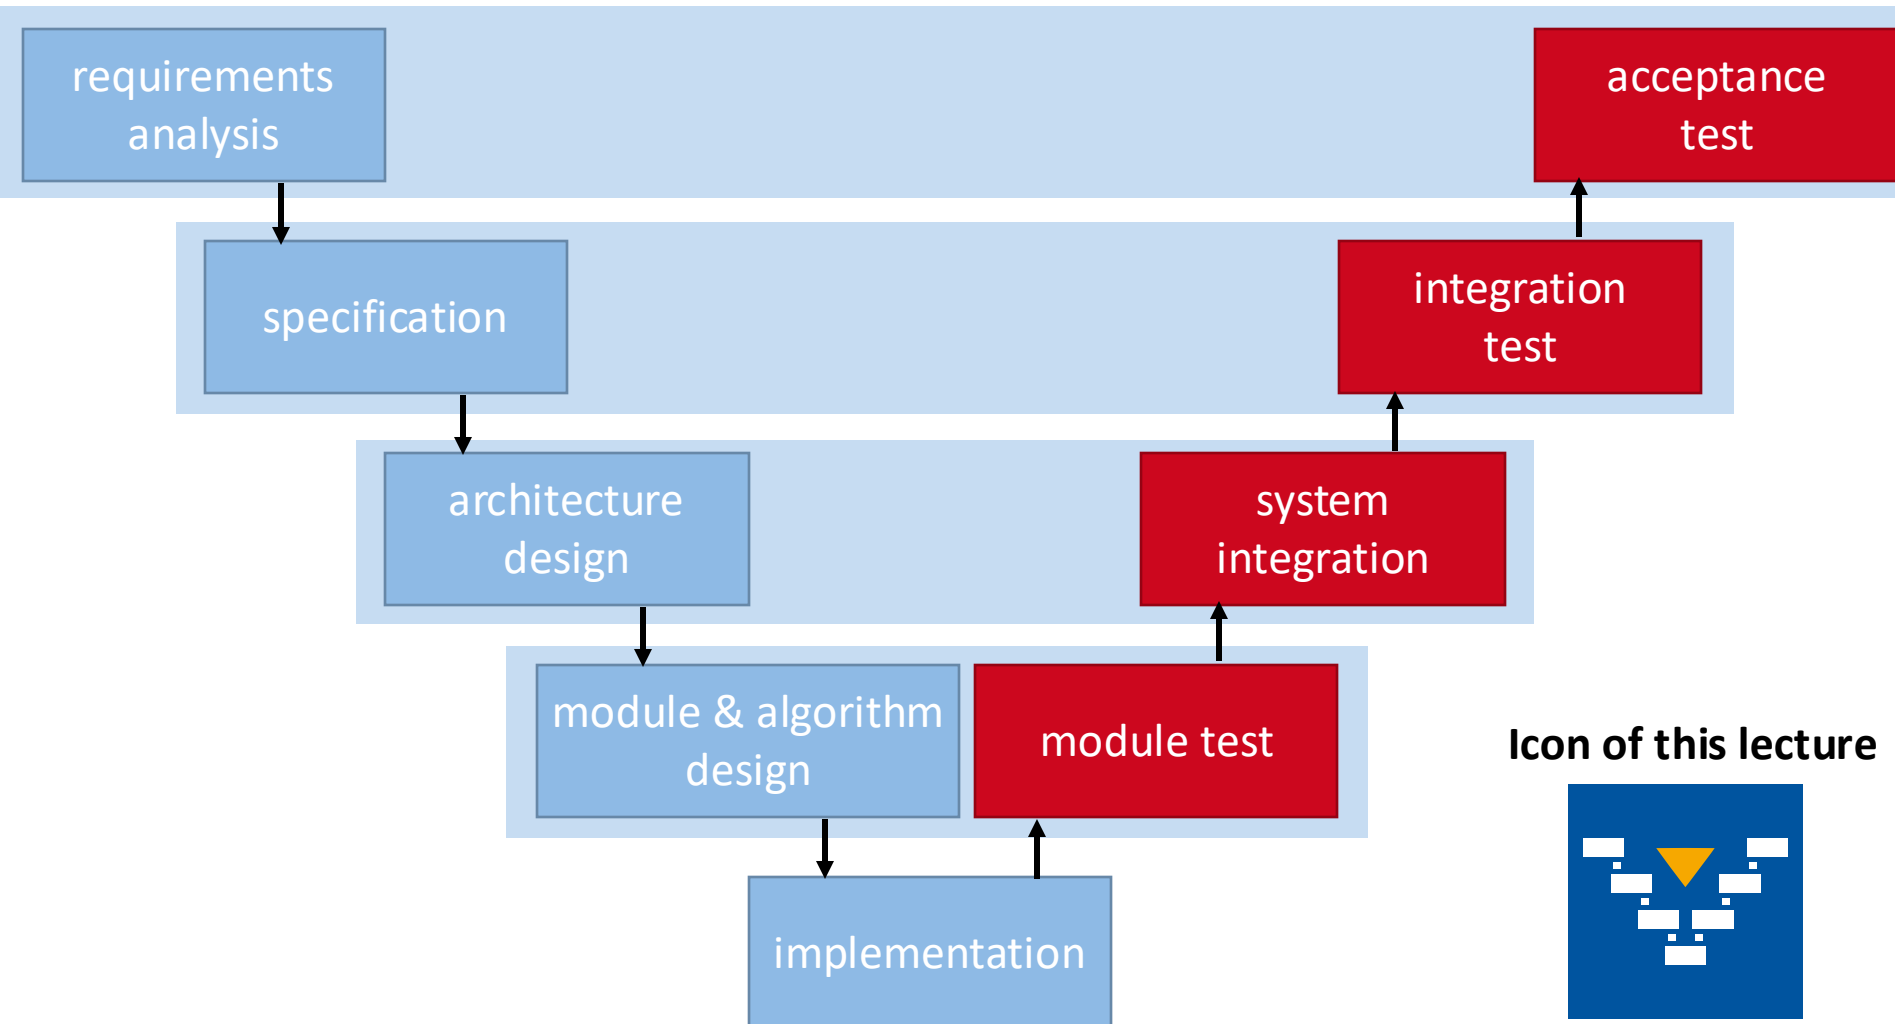 requirements
analysis
acceptance
test
specification
integration
test
architecture
design
system
integration
module & algorithm
design
module test
Icon of this lecture
implementation